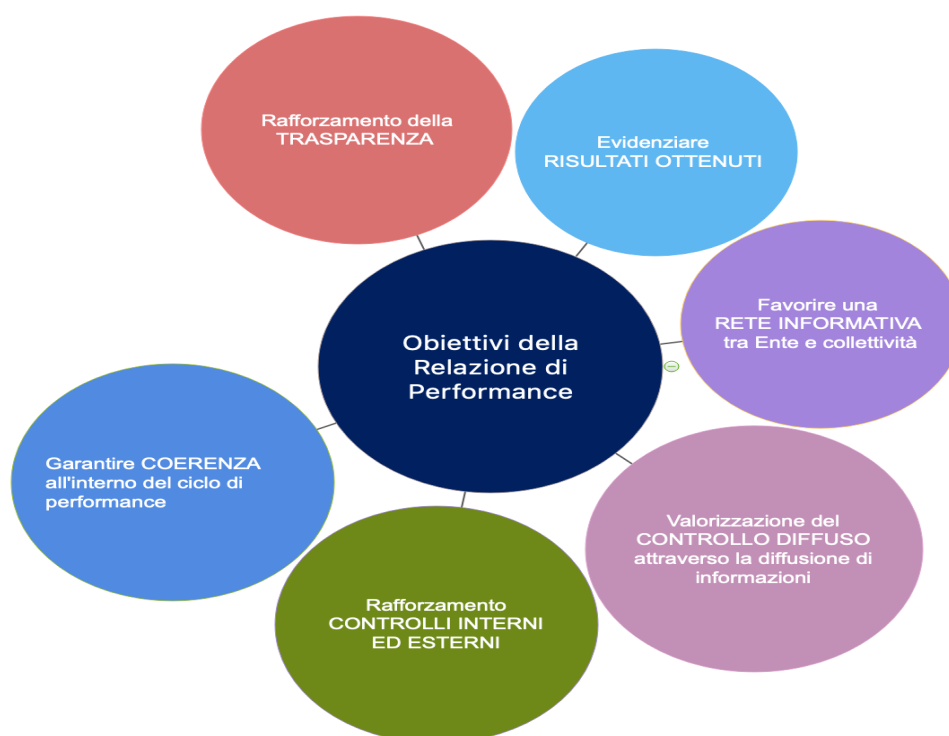 Rafforzamento della
TRASPARENZA
Evidenziare
RISULTATI OTTENUTI
Favorire una
RETE INFORMATIVA
tra Ente e collettività
Obiettivi della
Relazione di
Performance
Garantire COERENZA
all'interno del ciclo di
performance
Valorizzazione del
CONTROLLO DIFFUSO
attraverso la diffusione di
informazioni
Rafforzamento
CONTROLLI INTERNI
ED ESTERNI